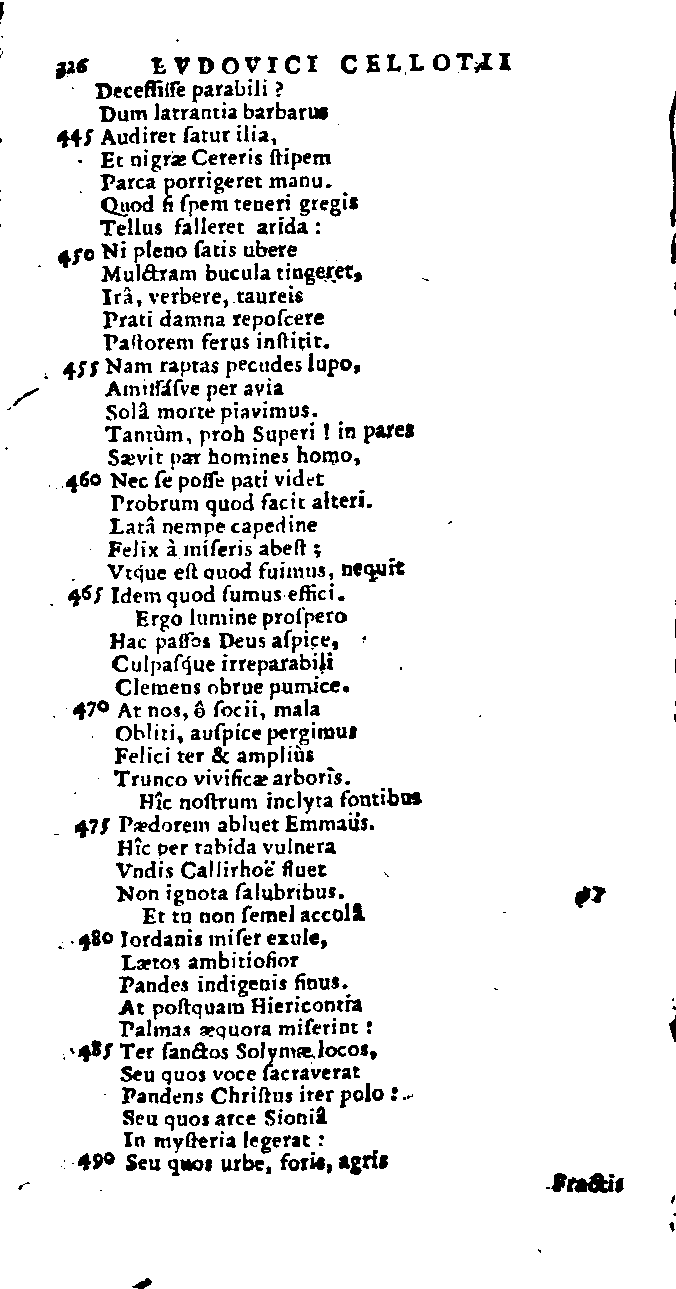 326 LVDOVICI CELLOTII
Decessisse parabili ?
Dum latrantia barbarus
445 Audiret satur ilia,
Et nigræ Cereris stipem
Parca porrigeret manu.
Quod si spem teneri gregis
Tellus falleret arida :
450 Ni pleno satis ubere
Mulctram bucula tingeret,
Irâ, verbere, taureis
Prati damna reposcere
Pastorem ferus institit.
455 Nam raptas pecudes lupo,
Amissásve per avia
Solâ morte piavimus.
Tantùm, proh Superi ! in pares
Sævit par homines homo,
460 Nec se posse pati videt
Probrum quod facit alteri.
Latâ nempe capedine
Felix à miseris abest ;
Vtque est quod fuimus, nequit
465 Idem quod sumus effici.
Ergo lumine prospero
Hac passos Deus aspice,
Culpasq́ue irreparabili
Clemens obrue pumice.
470 At nos, ô socii, mala
Obliti, auspice pergimus
Felici ter & ampliùs
Trunco vivificæ arboris.
Hîc nostrum inclyta fontibus
475 Pædorem abluet Emmaüs.
Hîc per tabida vulnera
Vndis Callirhoë fluet
Non ignota salubribus.
Et tu non semel accolâ
480 Iordanis miser exule,
Lætos ambitiosior
Pandes indigenis sinus.
At postquam Hiericontia
Palmas æquora miserint :
485 Ter sanctos Solymæ locos,
Seu quos voce sacraverat
Pandens Christus iter polo :
Seu quos arce Sioniâ
In mysteria legerat :
490 Seu quos urbe, foris, agris
Fractis